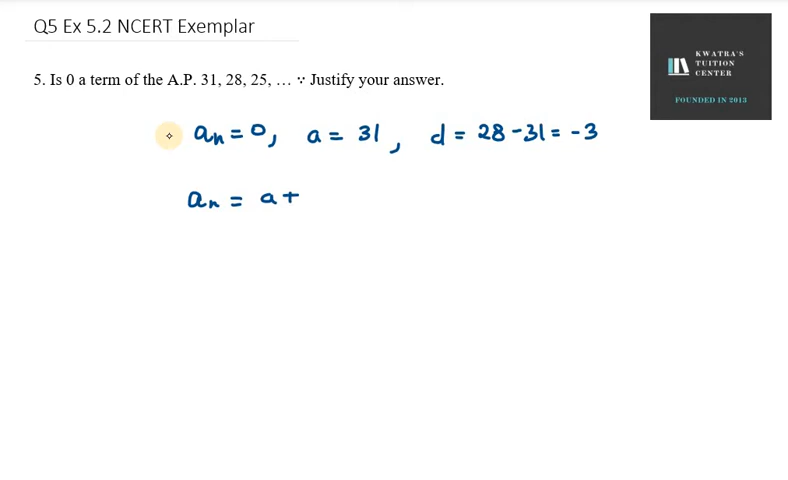 Q5 Ex 5.2 NCERT Exemplar
KWATRA'S
TUITION
CENTER
FOUNDED IN 2013
5. Is 0 a term of the A.P. 31, 28, 25, … ∵ Justify your answer.
an = 0, a = 31, d = 28 - 31 = -3
an = a +